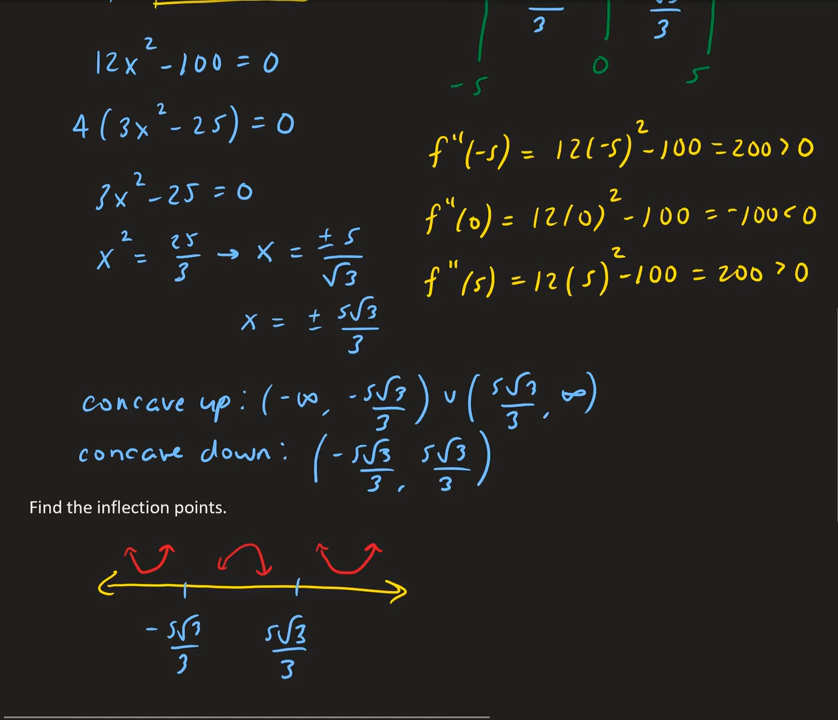 12x² - 100 = 0
4(3x² - 25) = 0
3x² - 25 = 0
x² = 25/3 → x = ± 5/√3
x = ± 5√3/3
3 3
-5 0 5
f"(-5) = 12(-5)² - 100 = 200 > 0
f"(0) = 12(0)² - 100 = -100 < 0
f"(5) = 12(5)² - 100 = 200 > 0
concave up: (-∞, -5√3/3) ∪ (5√3/3, ∞)
concave down: (-5√3/3, 5√3/3)
Find the inflection points.
-5√3/3 5√3/3